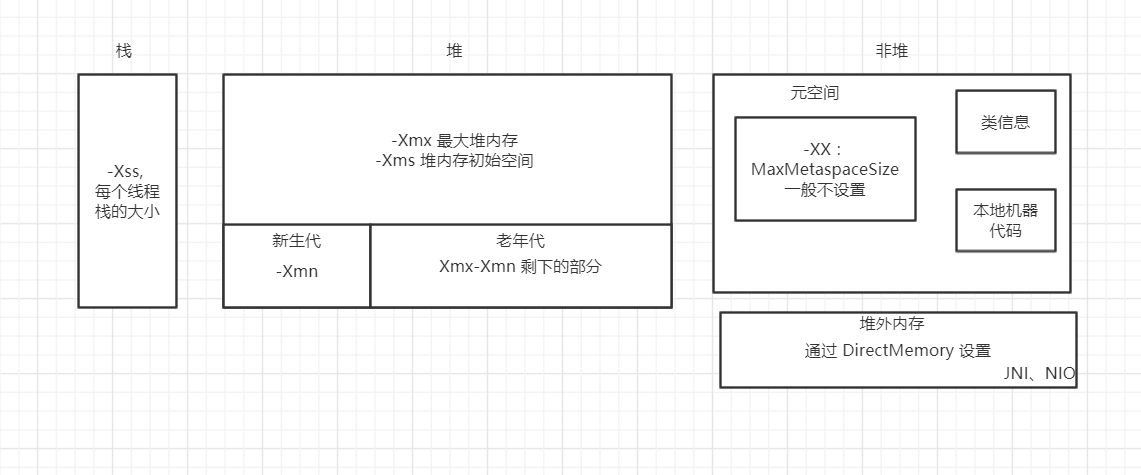 栈
堆
非堆
-Xss,
每个线程
栈的大小
-Xmx 最大堆内存
-Xms 堆内存初始空间
新生代
-Xmn
老年代
Xmx-Xmn 剩下的部分
元空间
-XX：
MaxMetaspaceSize
一般不设置
类信息
本地机器
代码
堆外内存
通过 DirectMemory 设置
JNI、NIO